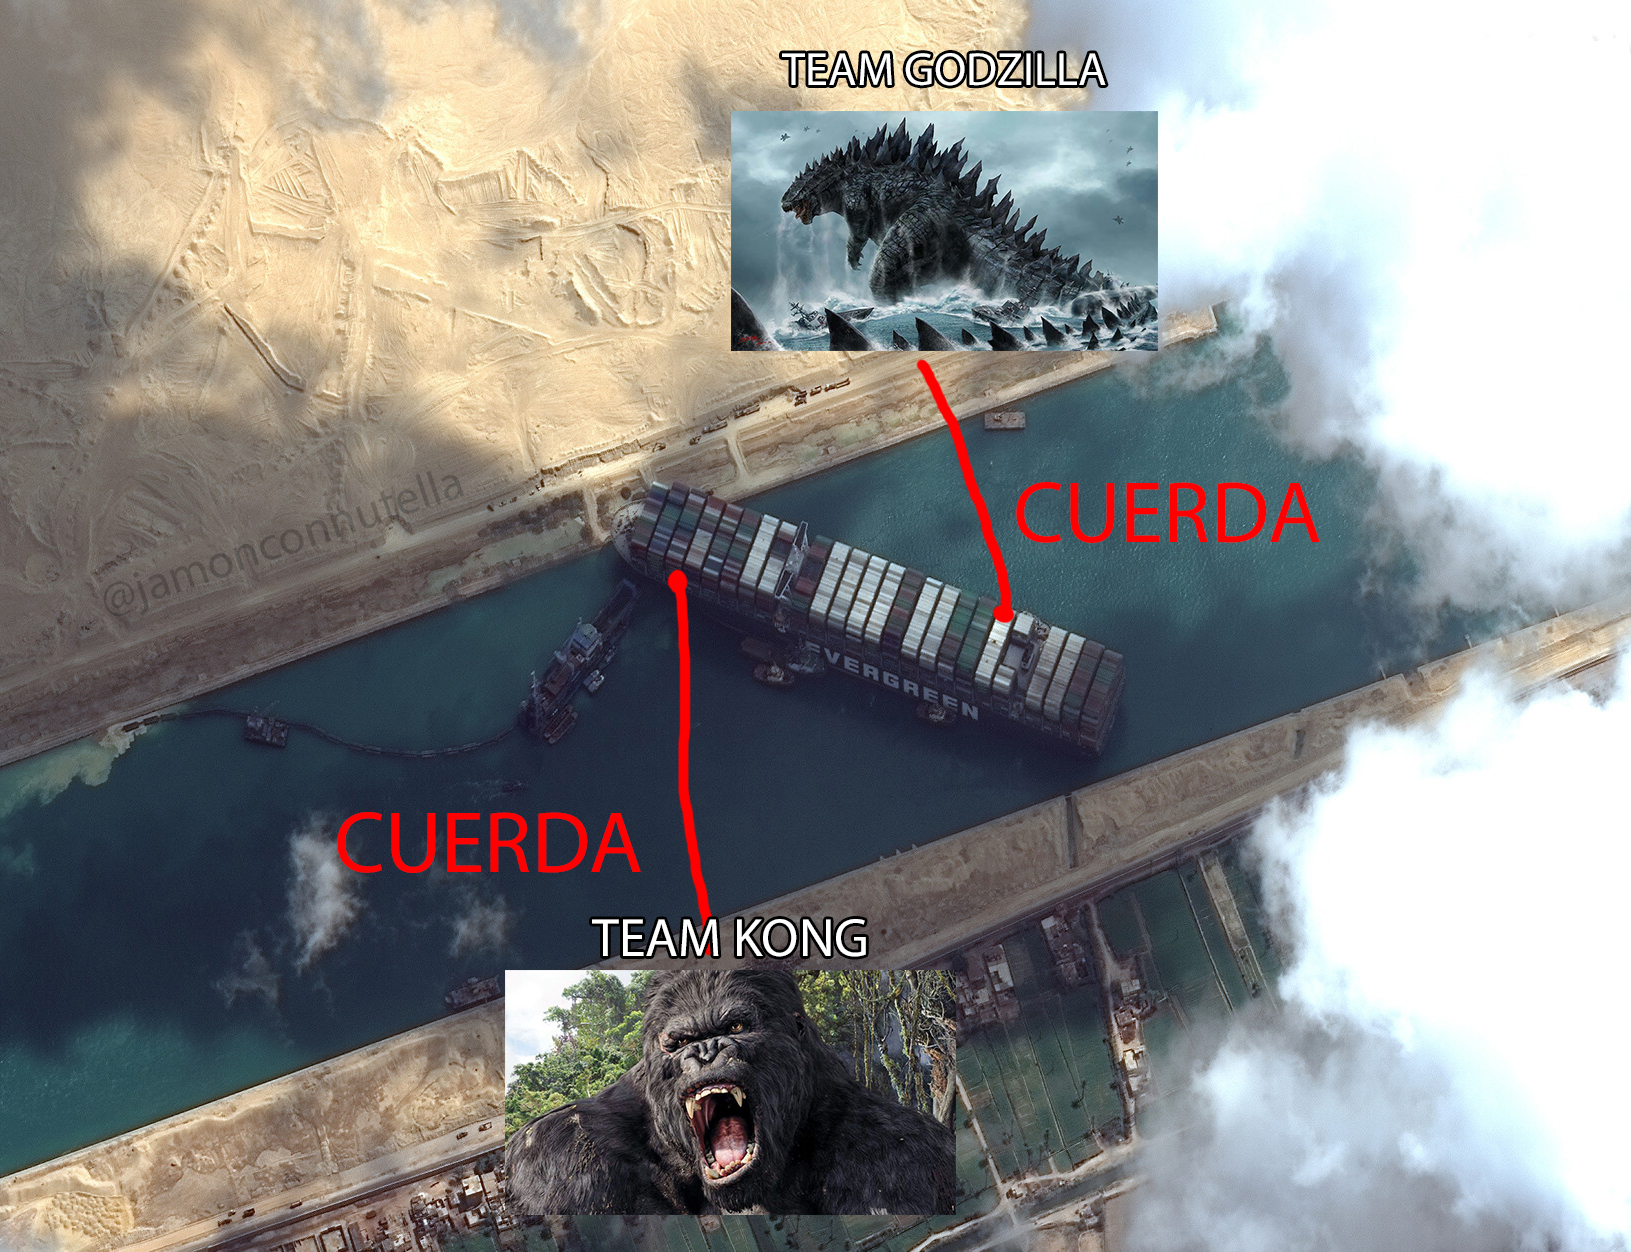 TEAM GODZILLA
CUERDA
@jamonconnutella
EVERGREEN
CUERDA
TEAM KONG